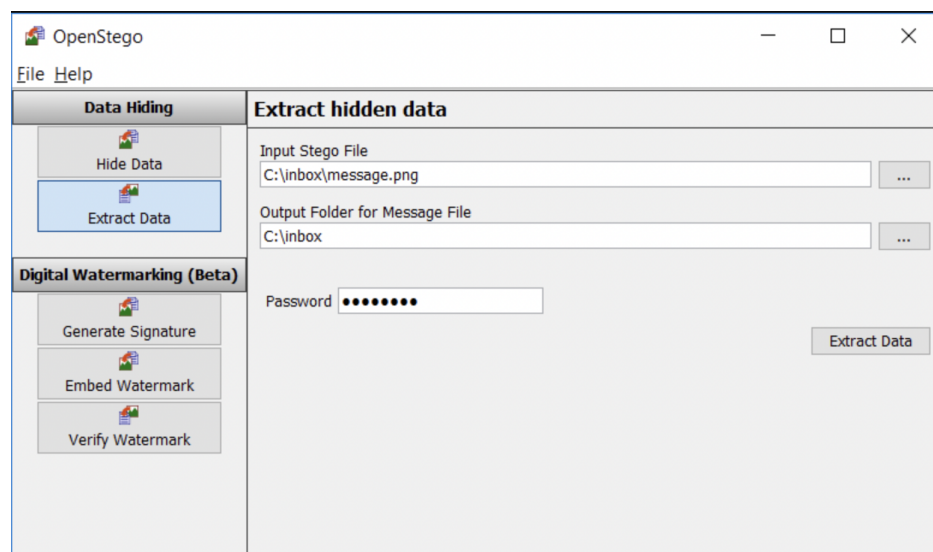 OpenStego
File Help
Data Hiding
Hide Data
Extract Data
Digital Watermarking (Beta)
Generate Signature
Embed Watermark
Verify Watermark
Extract hidden data
Input Stego File
C:\inbox\message.png
...
Output Folder for Message File
C:\inbox
...
Password ●●●●●●●●
Extract Data